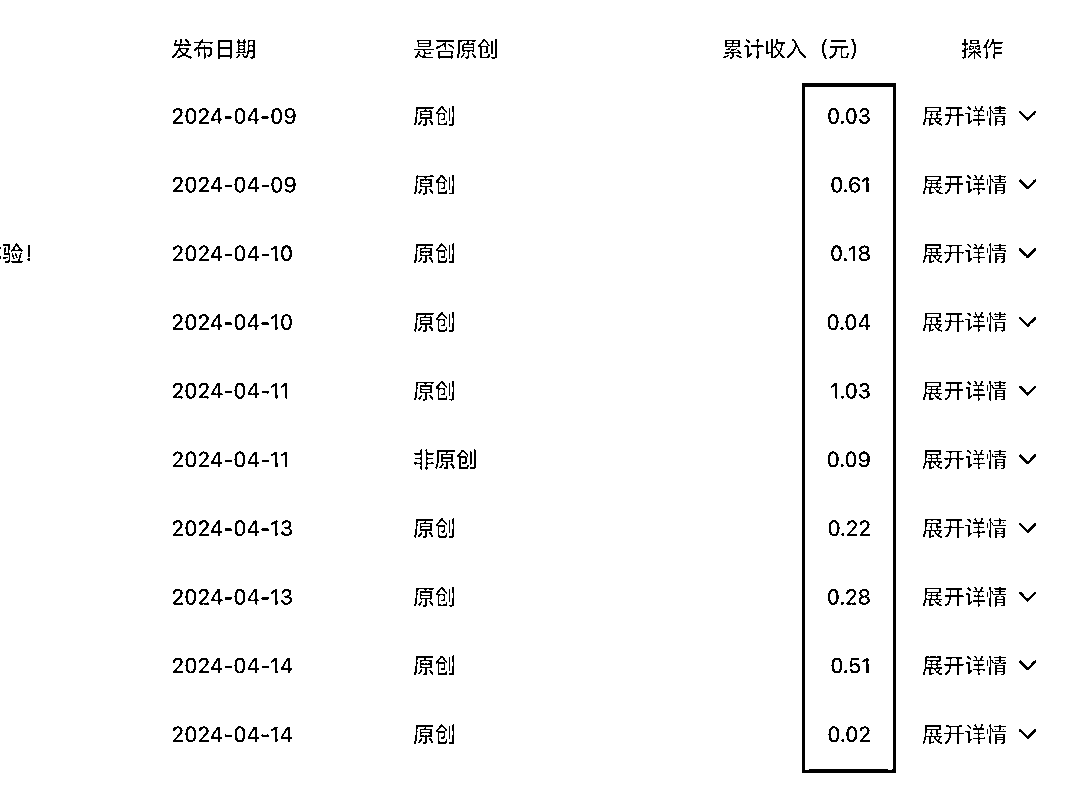 发布日期 是否原创 累计收入（元） 操作
2024-04-09 原创 0.03 展开详情
2024-04-09 原创 0.61 展开详情
验! 2024-04-10 原创 0.18 展开详情
2024-04-10 原创 0.04 展开详情
2024-04-11 原创 1.03 展开详情
2024-04-11 非原创 0.09 展开详情
2024-04-13 原创 0.22 展开详情
2024-04-13 原创 0.28 展开详情
2024-04-14 原创 0.51 展开详情
2024-04-14 原创 0.02 展开详情